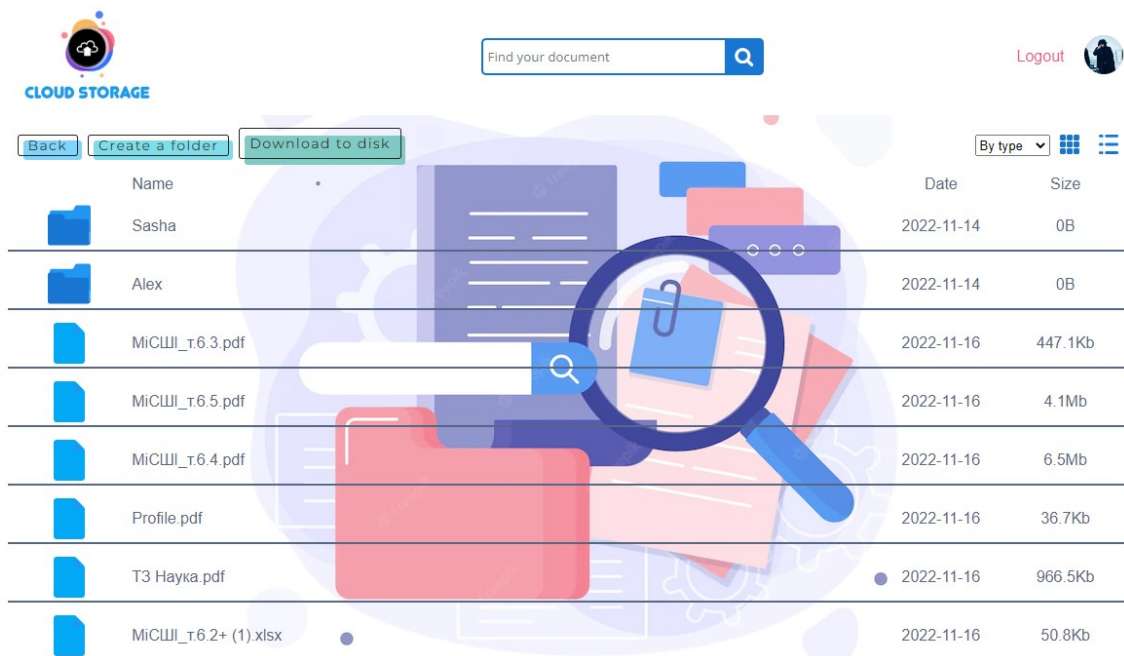 CLOUD STORAGE
Find your document
Logout
Back Create a folder Download to disk By type
Name Date Size
Sasha 2022-11-14 0B
Alex 2022-11-14 0B
МіСШІ_т.6.3.pdf 2022-11-16 447.1Kb
МіСШІ_т.6.5.pdf 2022-11-16 4.1Mb
МіСШІ_т.6.4.pdf 2022-11-16 6.5Mb
Profile.pdf 2022-11-16 36.7Kb
ТЗ Наука.pdf 2022-11-16 966.5Kb
МіСШІ_т.6.2+ (1).xlsx 2022-11-16 50.8Kb